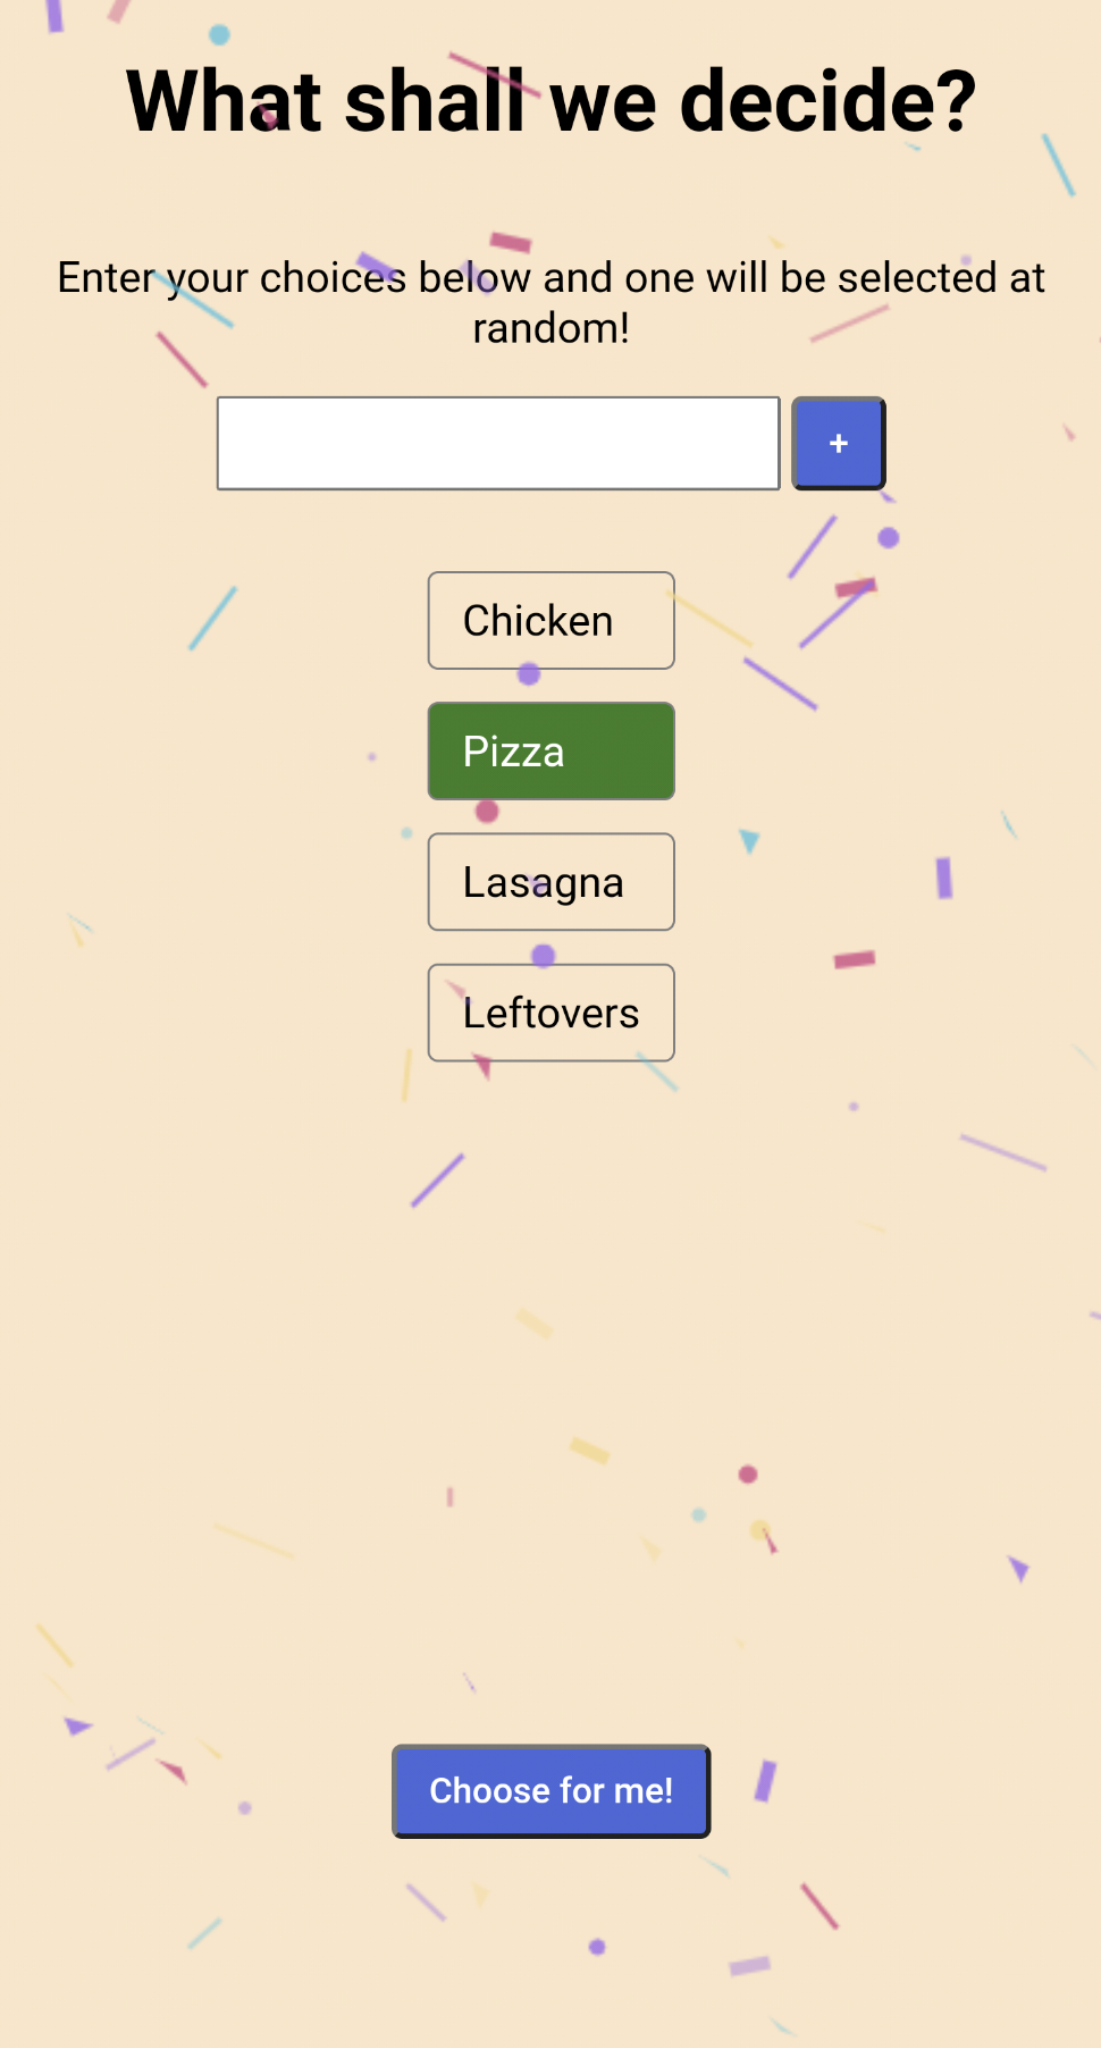 What shall we decide?
Enter your choices below and one will be selected at
random!
+
Chicken
Pizza
Lasagna
Leftovers
Choose for me!